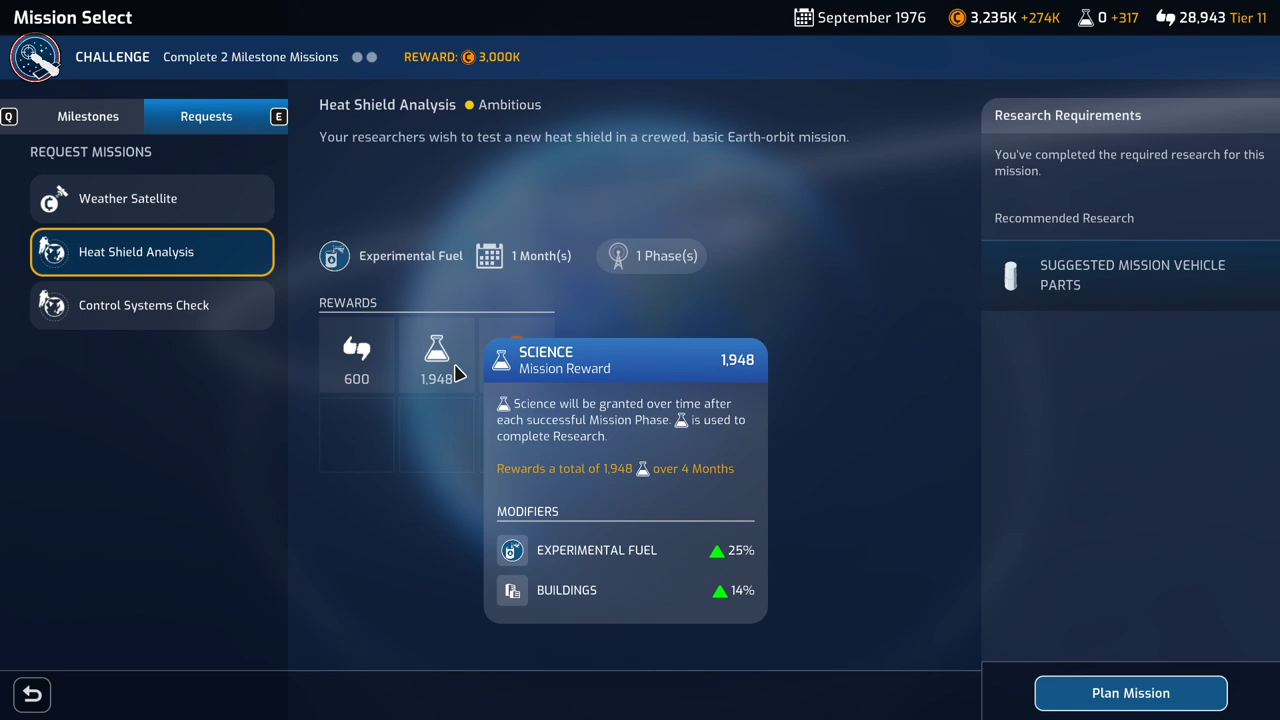 Mission Select
September 1976
3,235K +274K
0 +317
28,943 Tier 11
CHALLENGE Complete 2 Milestone Missions REWARD: 3,000K
Q Milestones Requests E
REQUEST MISSIONS
Weather Satellite
Heat Shield Analysis
Control Systems Check
Heat Shield Analysis Ambitious
Your researchers wish to test a new heat shield in a crewed, basic Earth-orbit mission.
Experimental Fuel 1 Month(s) 1 Phase(s)
REWARDS
600 1,948
SCIENCE 1,948
Mission Reward
Science will be granted over time after
each successful Mission Phase. is used to
complete Research.
Rewards a total of 1,948 over 4 Months
MODIFIERS
EXPERIMENTAL FUEL 25%
BUILDINGS 14%
Research Requirements
You've completed the required research for this
mission.
Recommended Research
SUGGESTED MISSION VEHICLE
PARTS
Plan Mission